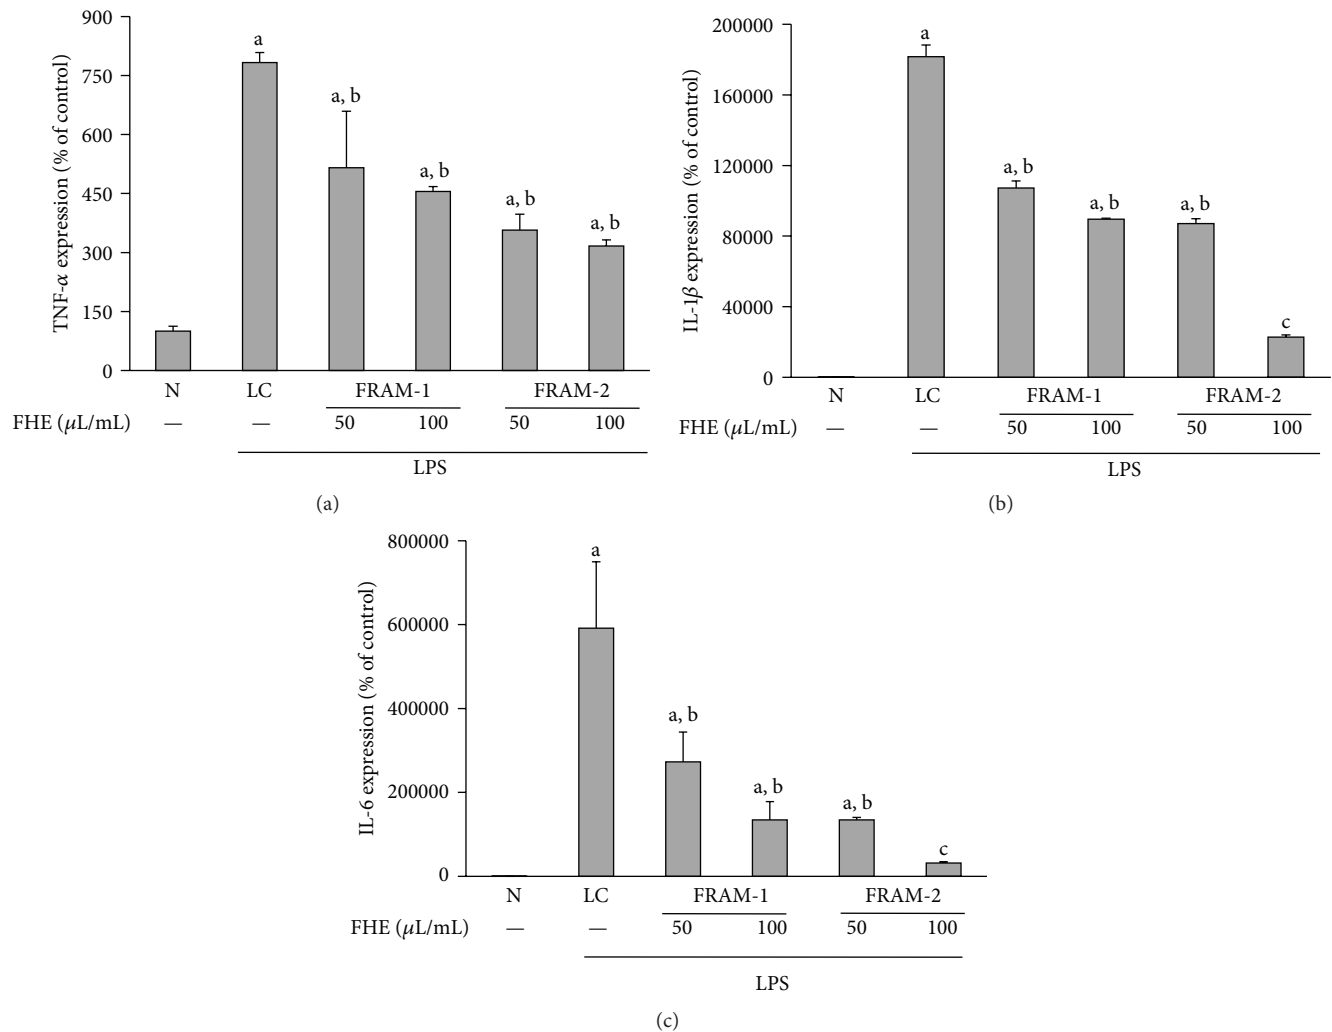 TNF-α expression (% of control)
900
750
600
450
300
150
0
a
a, b
a, b
a, b
a, b
N LC FRAM-1 FRAM-2
FHE (μL/mL) — — 50 100 50 100
LPS
(a)
IL-1β expression (% of control)
200000
160000
120000
80000
40000
0
a
a, b
a, b
a, b
c
N LC FRAM-1 FRAM-2
FHE (μL/mL) — — 50 100 50 100
LPS
(b)
IL-6 expression (% of control)
800000
600000
400000
200000
0
a
a, b
a, b
a, b
c
N LC FRAM-1 FRAM-2
FHE (μL/mL) — — 50 100 50 100
LPS
(c)